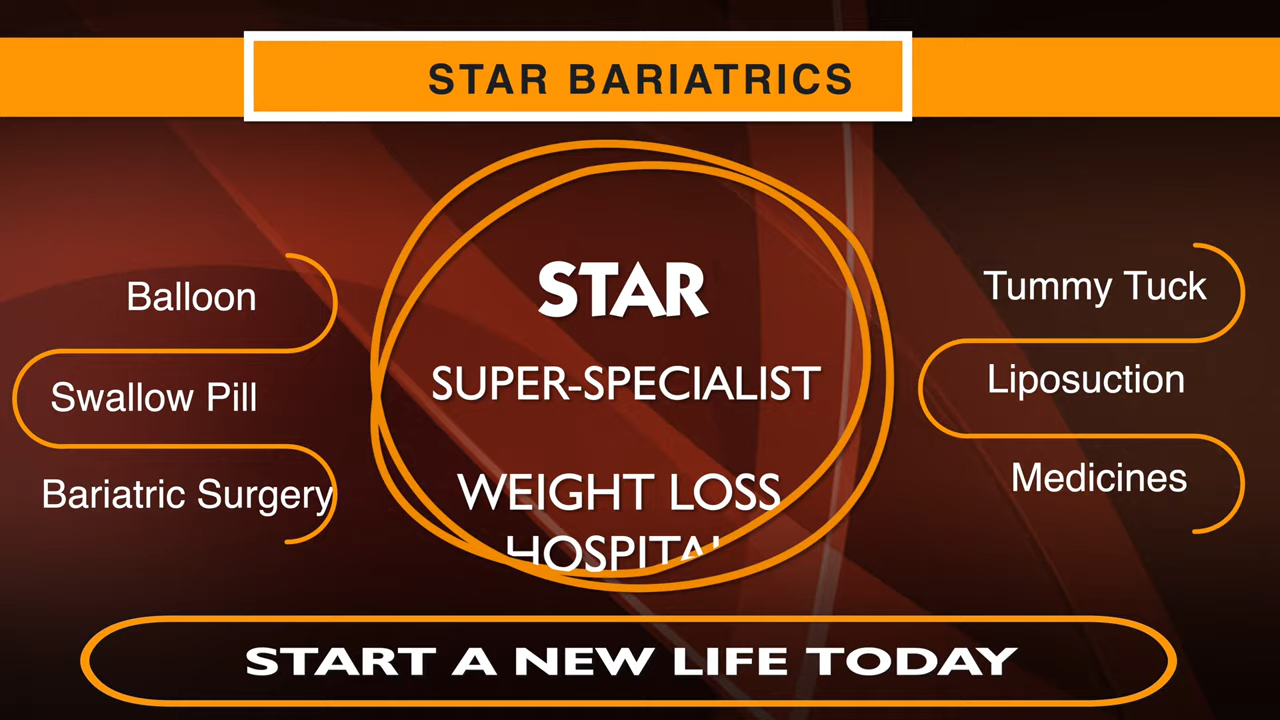 STAR BARIATRICS
Balloon
Swallow Pill
Bariatric Surgery
STAR
SUPER-SPECIALIST
WEIGHT LOSS
HOSPITAL
Tummy Tuck
Liposuction
Medicines
START A NEW LIFE TODAY